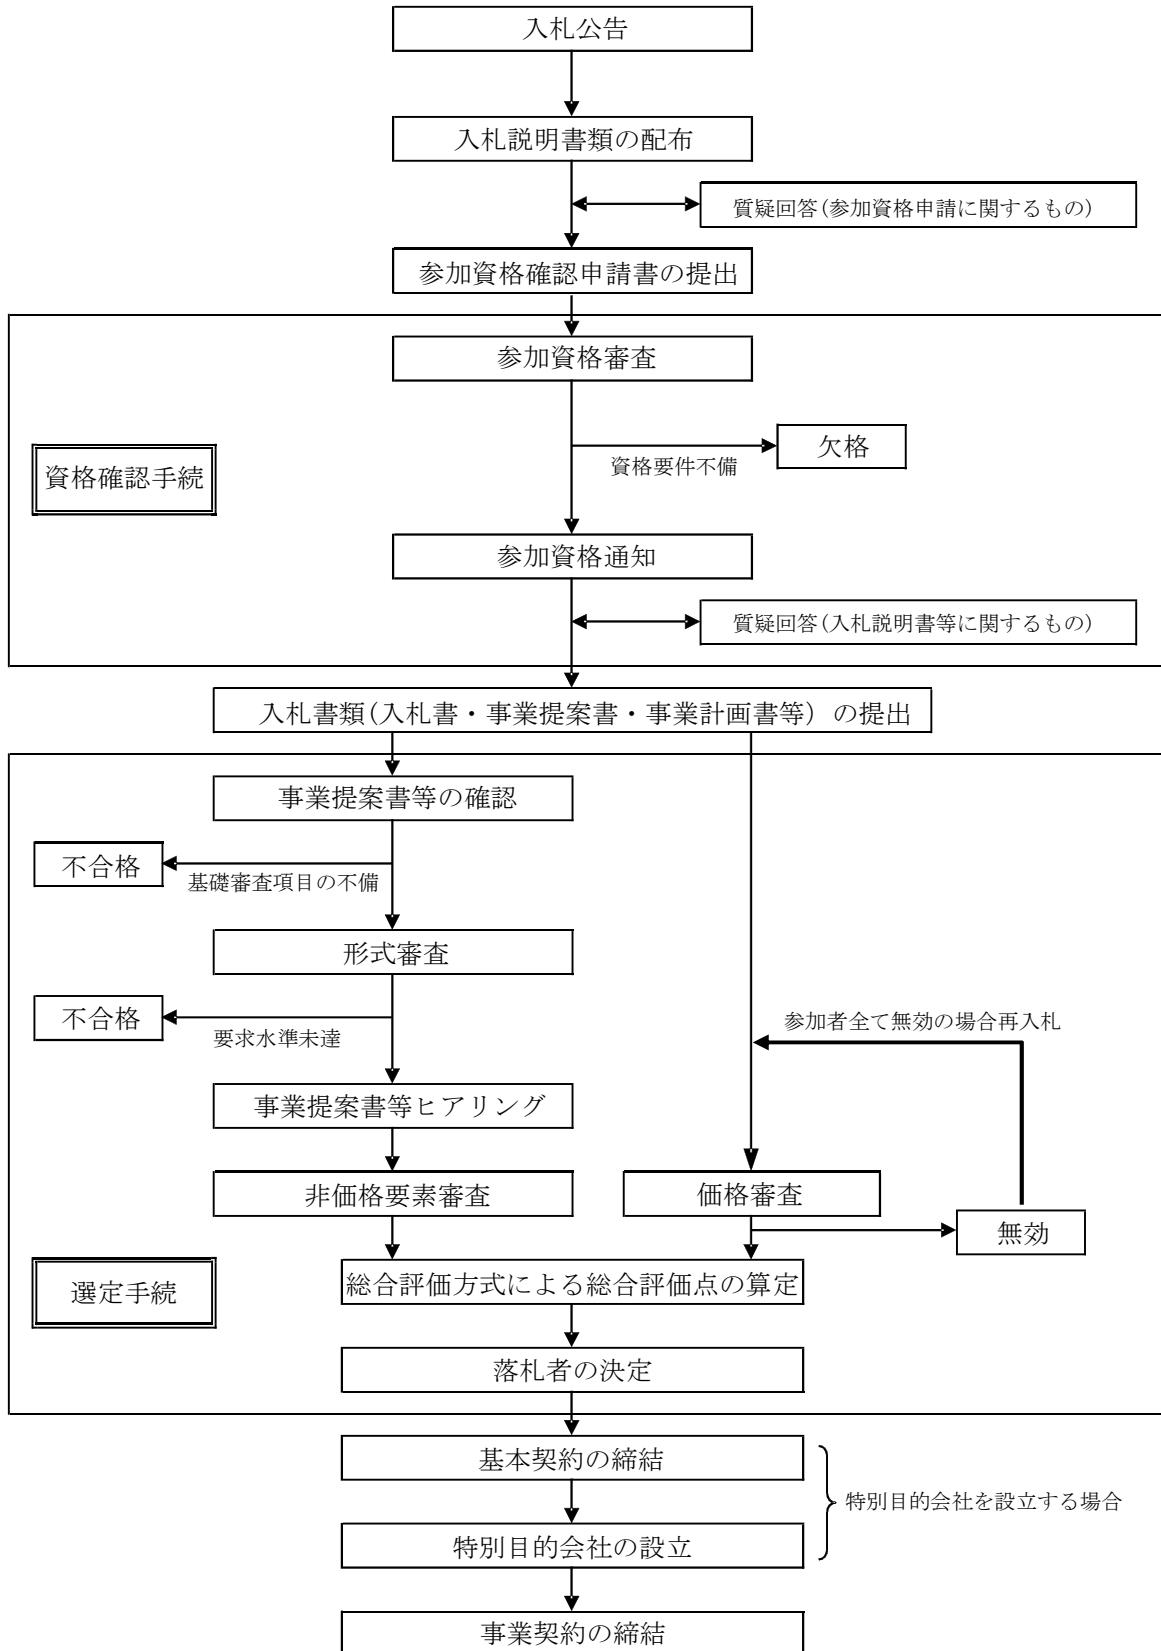 入札公告
入札説明書類の配布
質疑回答(参加資格申請に関するもの)
参加資格確認申請書の提出
参加資格審査
欠格
資格要件不備
資格確認手続
参加資格通知
質疑回答(入札説明書等に関するもの)
入札書類(入札書・事業提案書・事業計画書等）の提出
事業提案書等の確認
不合格
基礎審査項目の不備
形式審査
不合格
要求水準未達
参加者全て無効の場合再入札
事業提案書等ヒアリング
非価格要素審査
価格審査
無効
選定手続
総合評価方式による総合評価点の算定
落札者の決定
基本契約の締結
特別目的会社を設立する場合
特別目的会社の設立
事業契約の締結